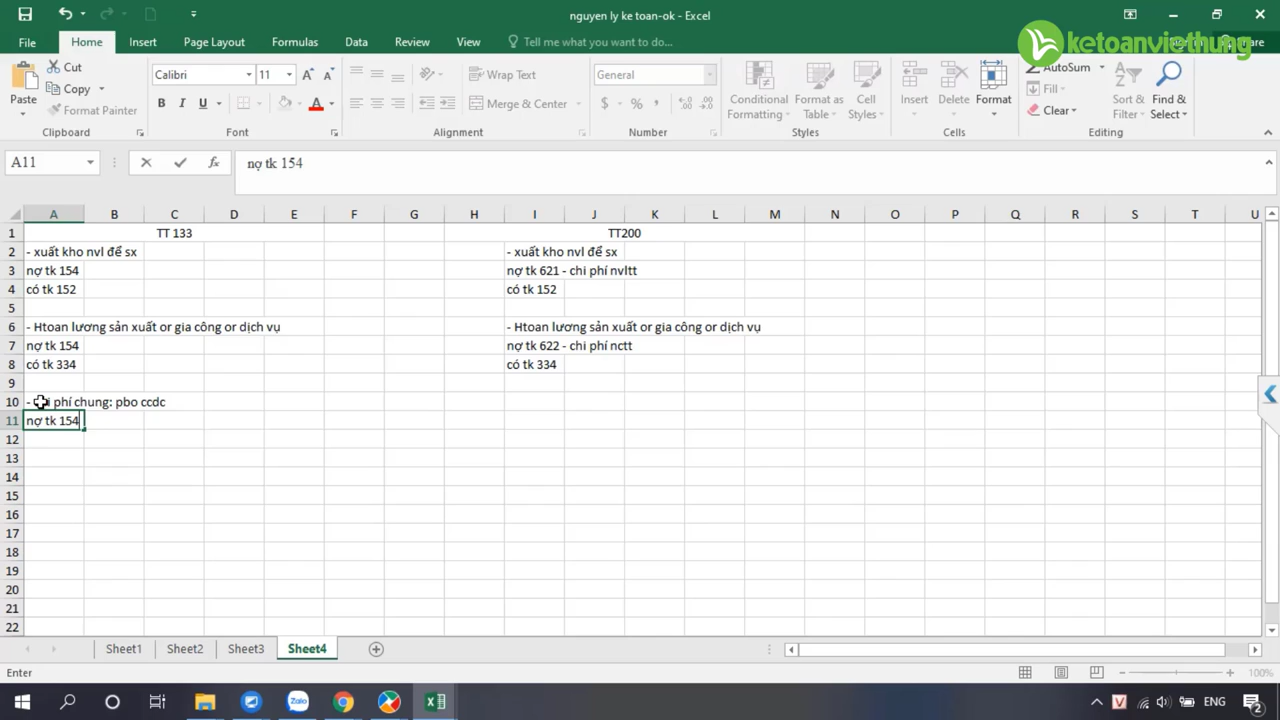 nguyen ly ke toan-ok - Excel
File Home Insert Page Layout Formulas Data Review View Tell me what you want to do...
ketoanviethung
Cut
Copy
Format Painter
Paste
Calibri 11
B I U
Wrap Text
Merge & Center
General
$ % ,
Conditional Formatting
Format as Table
Cell Styles
Insert Delete Format
AutoSum
Fill
Clear
Sort & Filter
Find & Select
Clipboard Font Alignment Number Styles Cells Editing
A11 fx nợ tk 154
A B C D E F G H I J K L M N O P Q R S T U
1 TT 133 TT200
2 - xuất kho nvl để sx - xuất kho nvl để sx
3 nợ tk 154 nợ tk 621 - chi phí nvltt
4 có tk 152 có tk 152
5
6 - Htoan lương sản xuất or gia công or dịch vụ - Htoan lương sản xuất or gia công or dịch vụ
7 nợ tk 154 nợ tk 622 - chi phí nctt
8 có tk 334 có tk 334
9
10 - phí chung: pbo ccdc
11 nợ tk 154
12
13
14
15
16
17
18
19
20
21
22
Sheet1 Sheet2 Sheet3 Sheet4
Enter 100%
Zalo V ENG 2